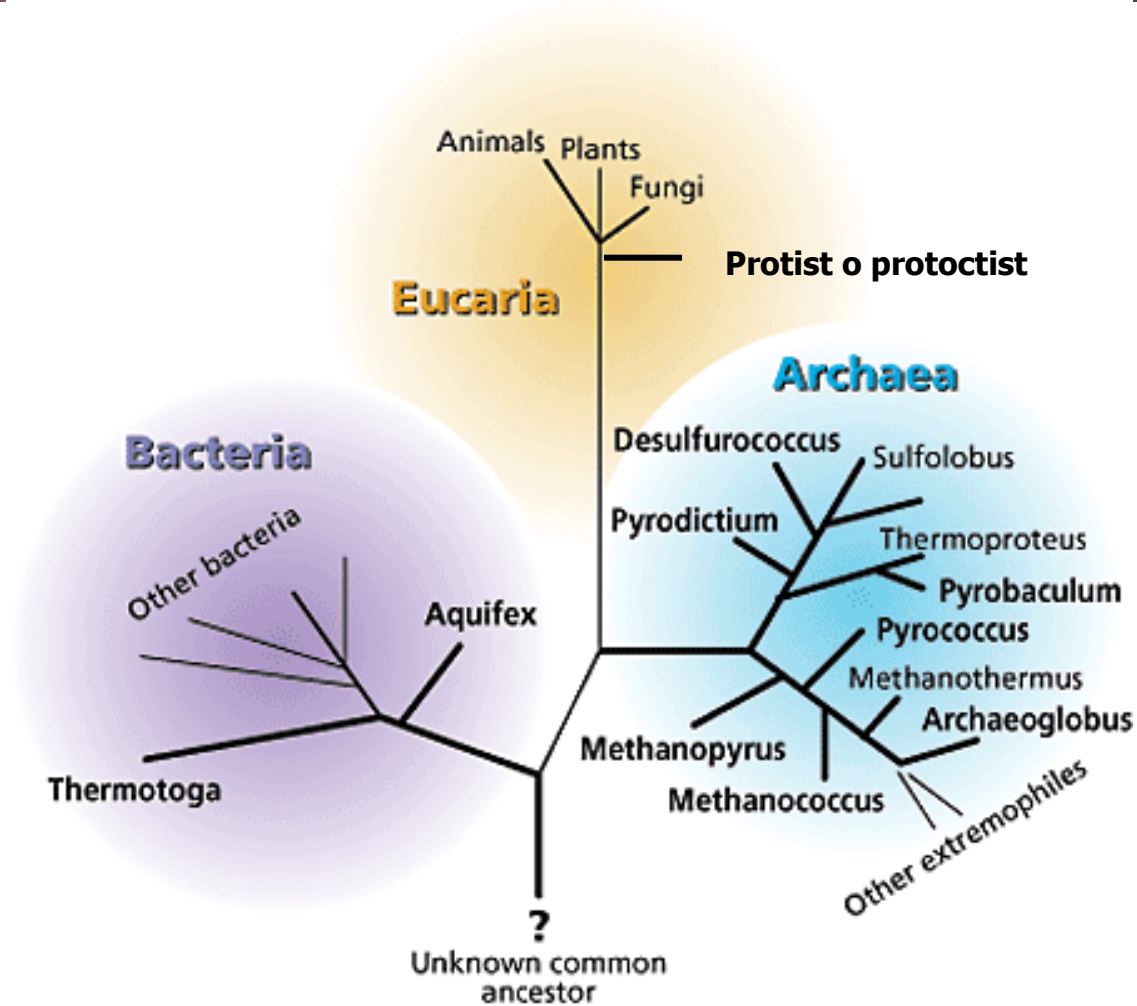 Animals
Plants
Fungi
Protist o protoctist
Eucaria
Archaea
Desulfurococcus
Sulfolobus
Bacteria
Pyrodictium
Other bacteria
Thermoproteus
Pyrobaculum
Aquifex
Pyrococcus
Methanothermus
Archaeoglobus
Methanopyrus
Thermotoga
Methanococcus
Other extremophiles
?
Unknown common
ancestor